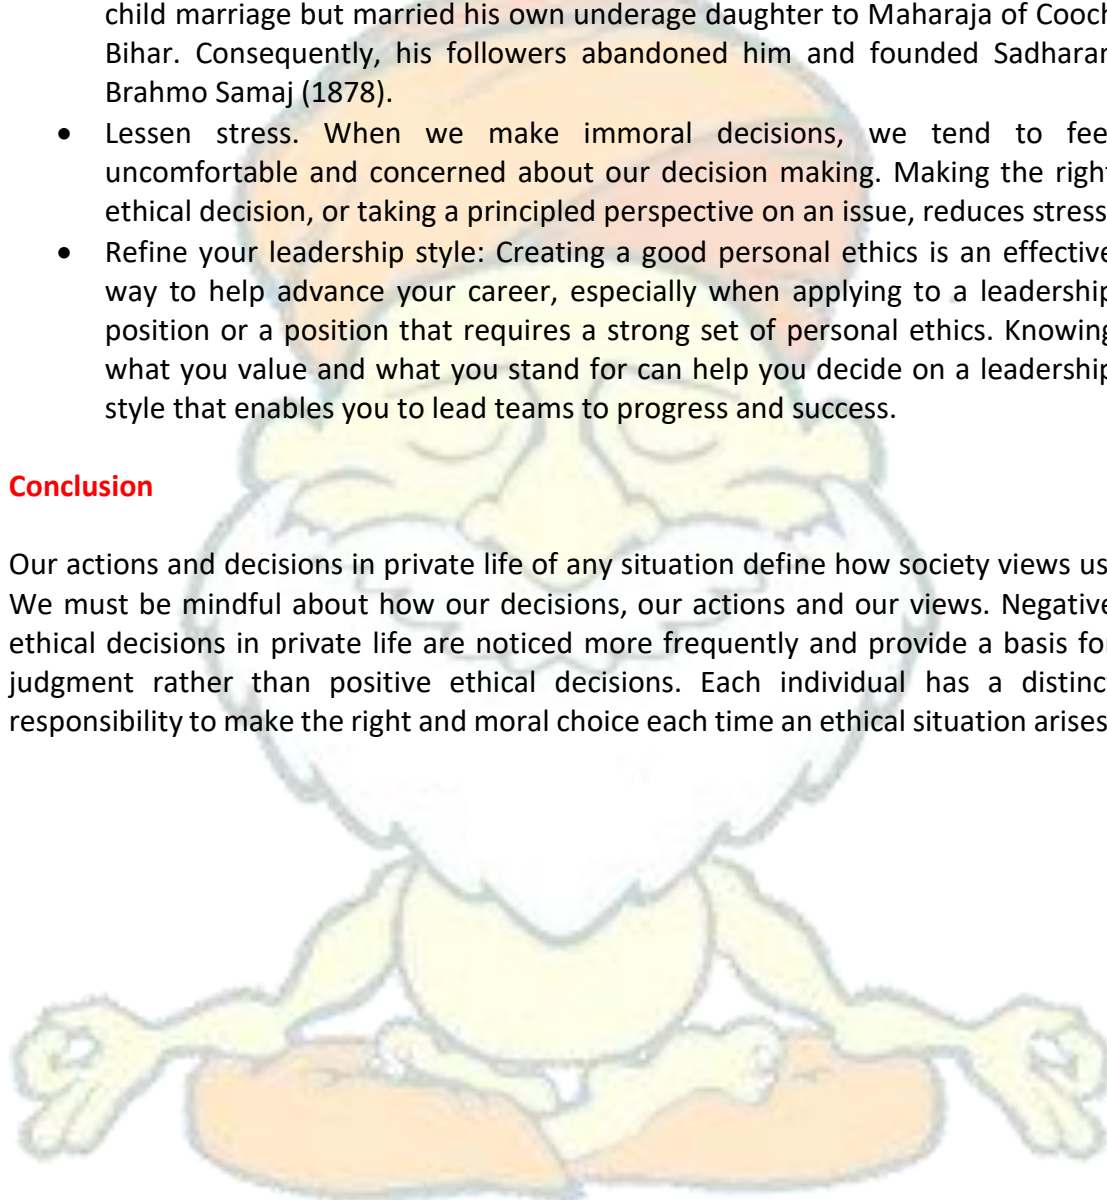 child marriage but married his own underage daughter to Maharaja of Cooch
Bihar. Consequently, his followers abandoned him and founded Sadharan
Brahmo Samaj (1878).
• Lessen stress. When we make immoral decisions, we tend to feel
uncomfortable and concerned about our decision making. Making the right
ethical decision, or taking a principled perspective on an issue, reduces stress
• Refine your leadership style: Creating a good personal ethics is an effective
way to help advance your career, especially when applying to a leadership
position or a position that requires a strong set of personal ethics. Knowing
what you value and what you stand for can help you decide on a leadership
style that enables you to lead teams to progress and success.
Conclusion
Our actions and decisions in private life of any situation define how society views us
We must be mindful about how our decisions, our actions and our views. Negative
ethical decisions in private life are noticed more frequently and provide a basis for
judgment rather than positive ethical decisions. Each individual has a distinct
responsibility to make the right and moral choice each time an ethical situation arises